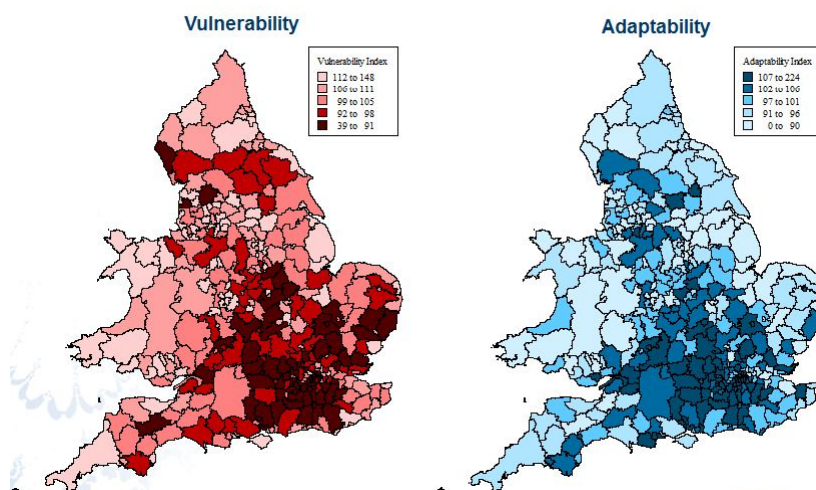 Vulnerability
Vulnerability Index
112 to 148
106 to 111
99 to 105
92 to 98
39 to 91
Adaptability
Adaptability Index
107 to 224
102 to 106
97 to 101
91 to 96
0 to 90